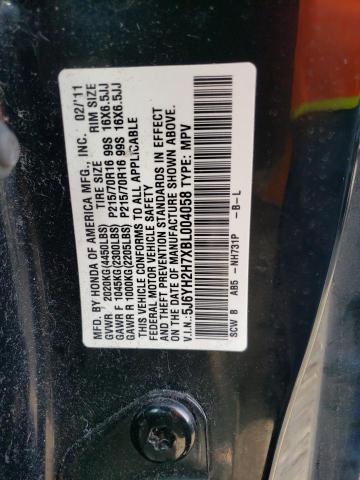 MFD. BY HONDA OF AMERICA MFG., INC. 02/'11
TIRE SIZE RIM SIZE
GVWR 2020KG(4450LBS)
GAWR F 1045KG(2300LBS) P215/70R16 99S 16X6.5JJ
GAWR R 1000KG(2205LBS) P215/70R16 99S 16X6.5JJ
THIS VEHICLE CONFORMS TO ALL APPLICABLE
FEDERAL MOTOR VEHICLE SAFETY AND
THEFT PREVENTION STANDARDS IN EFFECT
ON THE DATE OF MANUFACTURE SHOWN ABOVE.
V.I.N.:5J6YH2H7XBL004058 TYPE: MPV
SCW B AB5 -NH731P -B-L